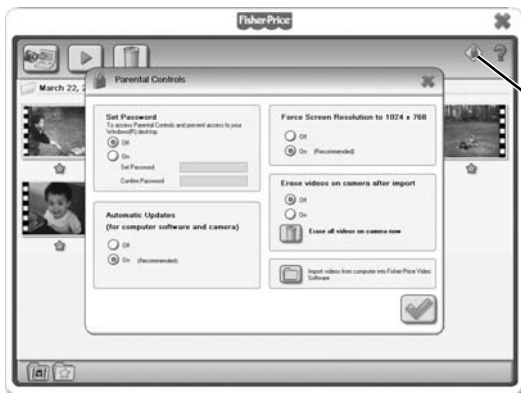 Fisher-Price
March 22, 2
Parental Controls
Set Password
To access Parental Controls and prevent access to your
Windows(R) desktop.
Off
On
Set Password
Confirm Password
Automatic Updates
(for computer software and camera)
Off
On (Recommended)
Force Screen Resolution to 1024 x 768
Off
On (Recommended)
Erase videos on camera after import
Off
On
Erase all videos on camera now
Import videos from computer into Fisher-Price Video
Software
?